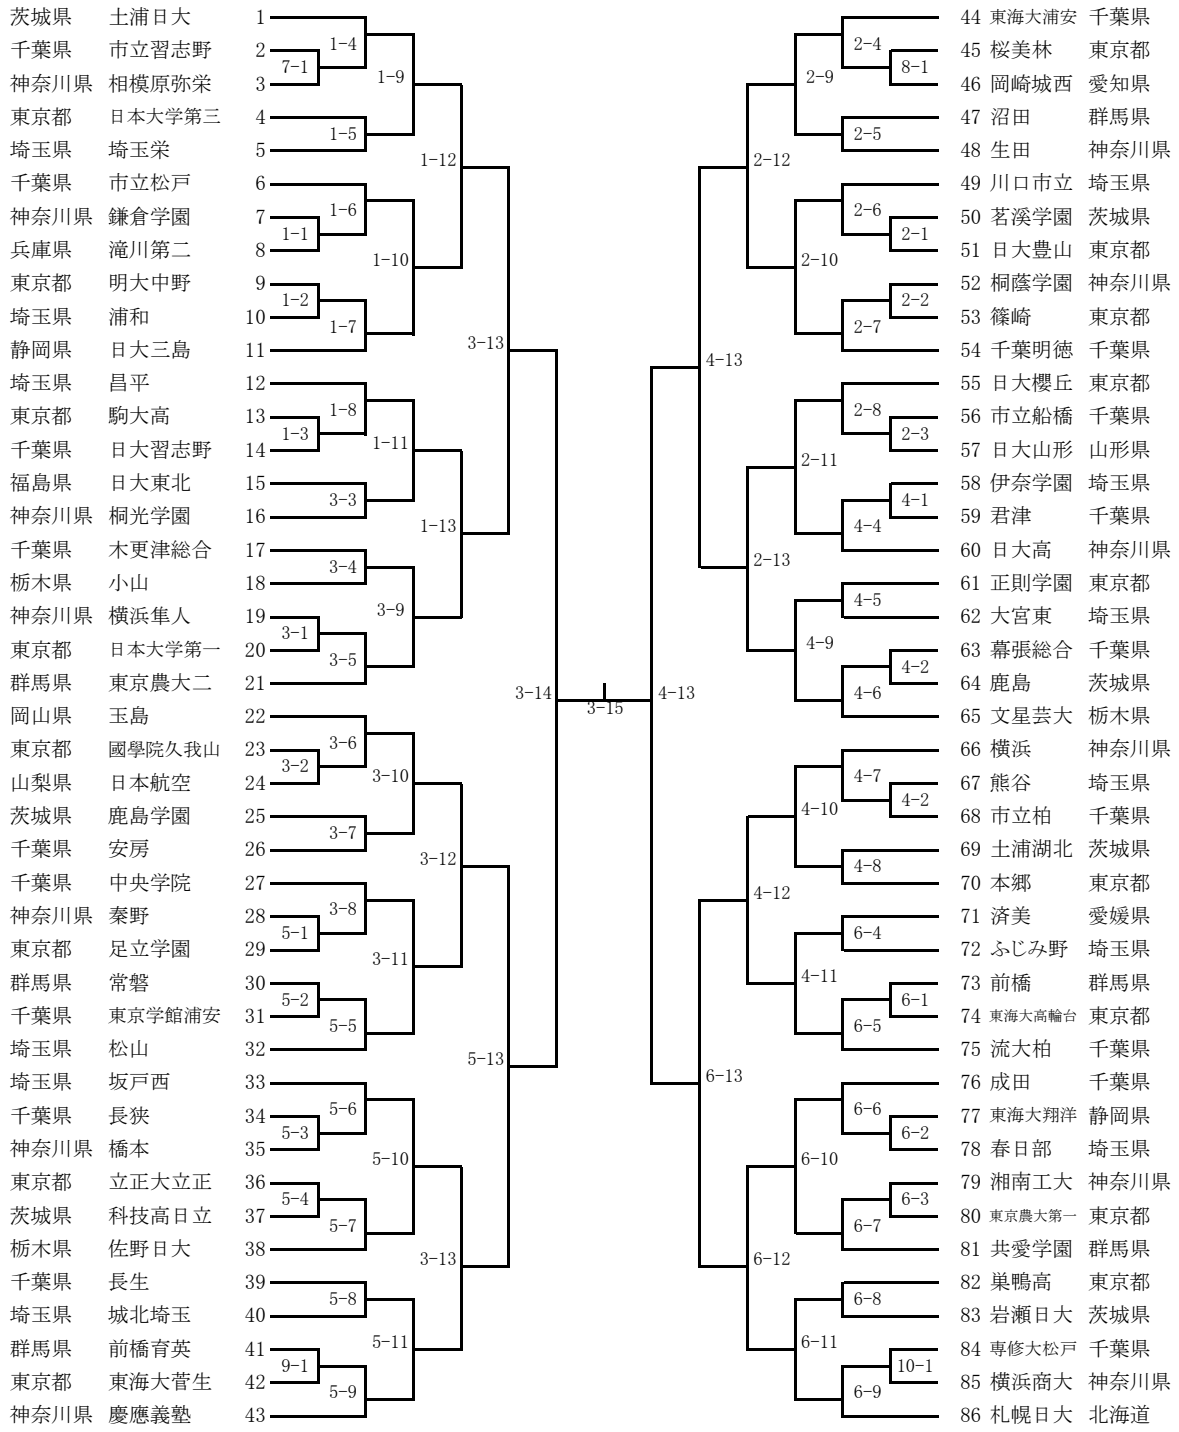 茨城県 土浦日大 1
千葉県 市立習志野 2
神奈川県 相模原弥栄 3
東京都 日本大学第三 4
埼玉県 埼玉栄 5
千葉県 市立松戸 6
神奈川県 鎌倉学園 7
兵庫県 滝川第二 8
東京都 明大中野 9
埼玉県 浦和 10
静岡県 日大三島 11
埼玉県 昌平 12
東京都 駒大高 13
千葉県 日大習志野 14
福島県 日大東北 15
神奈川県 桐光学園 16
千葉県 木更津総合 17
栃木県 小山 18
神奈川県 横浜隼人 19
東京都 日本大学第一 20
群馬県 東京農大二 21
岡山県 玉島 22
東京都 國學院久我山 23
山梨県 日本航空 24
茨城県 鹿島学園 25
千葉県 安房 26
千葉県 中央学院 27
神奈川県 秦野 28
東京都 足立学園 29
群馬県 常磐 30
千葉県 東京学館浦安 31
埼玉県 松山 32
埼玉県 坂戸西 33
千葉県 長狭 34
神奈川県 橋本 35
東京都 立正大立正 36
茨城県 科技高日立 37
栃木県 佐野日大 38
千葉県 長生 39
埼玉県 城北埼玉 40
群馬県 前橋育英 41
東京都 東海大菅生 42
神奈川県 慶應義塾 43
7-1
1-1
1-2
1-3
3-1
3-2
5-1
5-2
5-3
5-4
9-1
1-4
1-5
1-6
1-7
1-8
3-3
3-4
3-5
3-6
3-7
3-8
5-5
5-6
5-7
5-8
5-9
1-9
1-10
1-11
3-9
3-10
3-11
5-10
5-11
1-12
1-13
3-12
3-13
3-13
5-13
3-14
3-15
4-13
4-13
6-13
2-12
2-13
4-12
6-12
2-9
2-10
2-11
4-9
4-10
4-11
6-10
6-11
2-4
2-5
2-6
2-7
2-8
4-4
4-5
4-6
4-7
4-8
6-4
6-5
6-6
6-7
6-8
6-9
8-1
2-1
2-2
2-3
4-1
4-2
4-2
6-1
6-2
6-3
10-1
44 東海大浦安 千葉県
45 桜美林 東京都
46 岡崎城西 愛知県
47 沼田 群馬県
48 生田 神奈川県
49 川口市立 埼玉県
50 茗溪学園 茨城県
51 日大豊山 東京都
52 桐蔭学園 神奈川県
53 篠崎 東京都
54 千葉明徳 千葉県
55 日大櫻丘 東京都
56 市立船橋 千葉県
57 日大山形 山形県
58 伊奈学園 埼玉県
59 君津 千葉県
60 日大高 神奈川県
61 正則学園 東京都
62 大宮東 埼玉県
63 幕張総合 千葉県
64 鹿島 茨城県
65 文星芸大 栃木県
66 横浜 神奈川県
67 熊谷 埼玉県
68 市立柏 千葉県
69 土浦湖北 茨城県
70 本郷 東京都
71 済美 愛媛県
72 ふじみ野 埼玉県
73 前橋 群馬県
74 東海大高輪台 東京都
75 流大柏 千葉県
76 成田 千葉県
77 東海大翔洋 静岡県
78 春日部 埼玉県
79 湘南工大 神奈川県
80 東京農大第一 東京都
81 共愛学園 群馬県
82 巣鴨高 東京都
83 岩瀬日大 茨城県
84 専修大松戸 千葉県
85 横浜商大 神奈川県
86 札幌日大 北海道